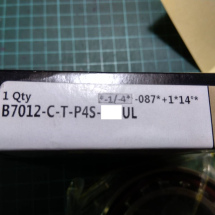 1 Qty *-1/-4* -087*+1*14'*
B7012-C-T-P4S- UL